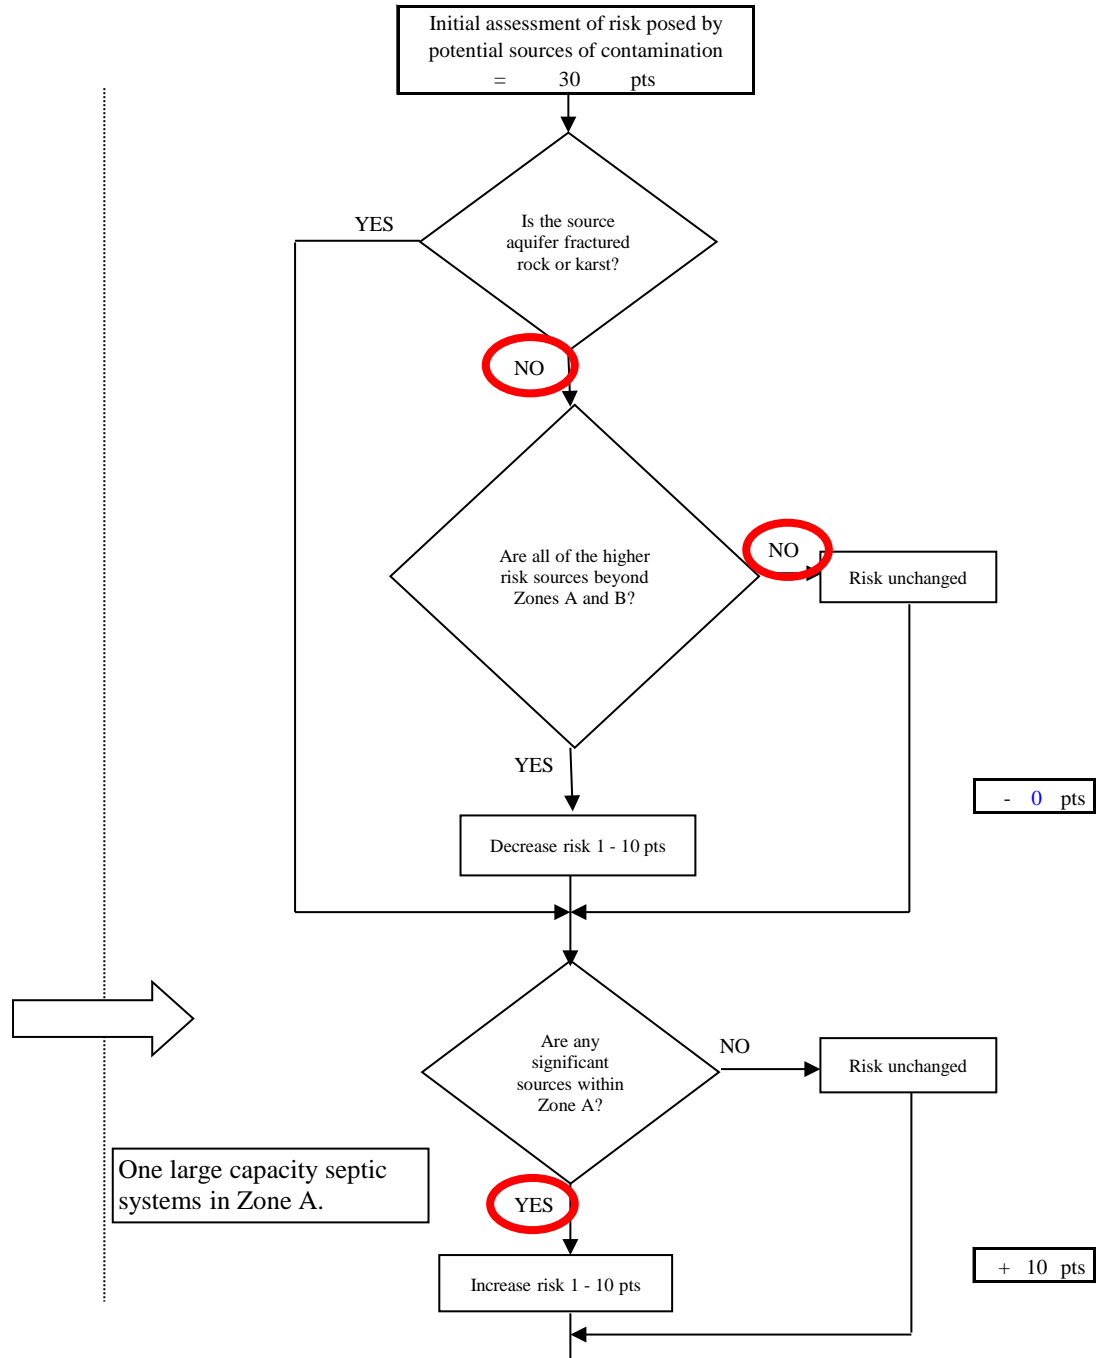 Initial assessment of risk posed by
potential sources of contamination
= 30 pts
YES
Is the source
aquifer fractured
rock or karst?
NO
Are all of the higher
risk sources beyond
Zones A and B?
NO
Risk unchanged
YES
- 0 pts
Decrease risk 1 - 10 pts
Are any
significant
sources within
Zone A?
NO
Risk unchanged
One large capacity septic
systems in Zone A.
YES
+ 10 pts
Increase risk 1 - 10 pts